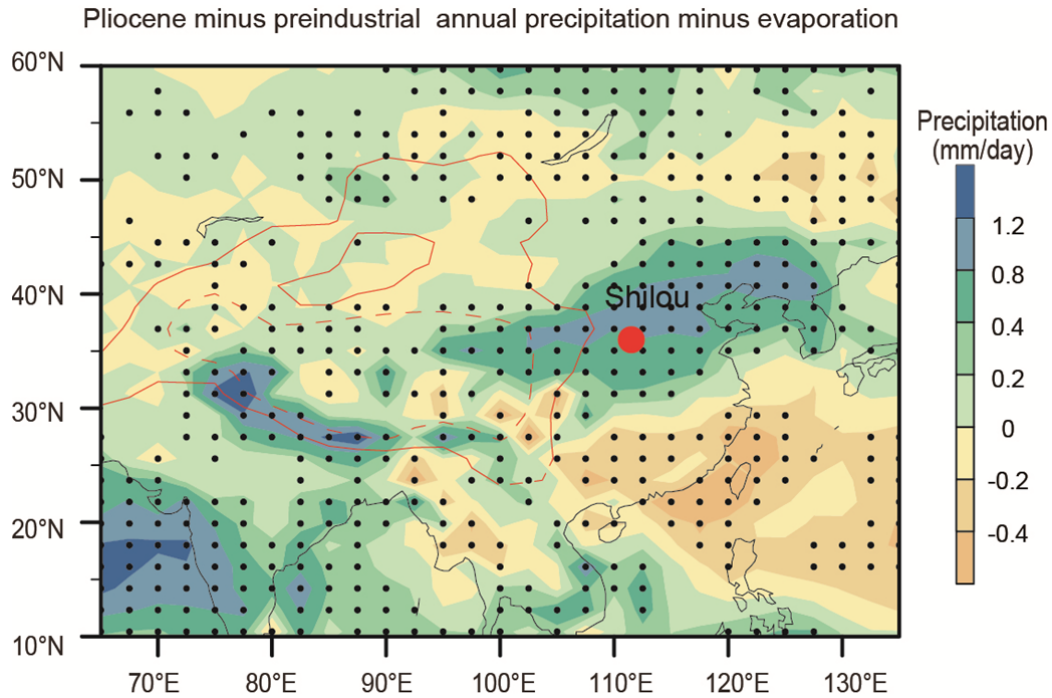 Pliocene minus preindustrial annual precipitation minus evaporation
60°N
50°N
40°N
30°N
20°N
10°N
70°E
80°E
90°E
100°E
110°E
120°E
130°E
Shilou
Precipitation
(mm/day)
1.2
0.8
0.4
0.2
0
-0.2
-0.4